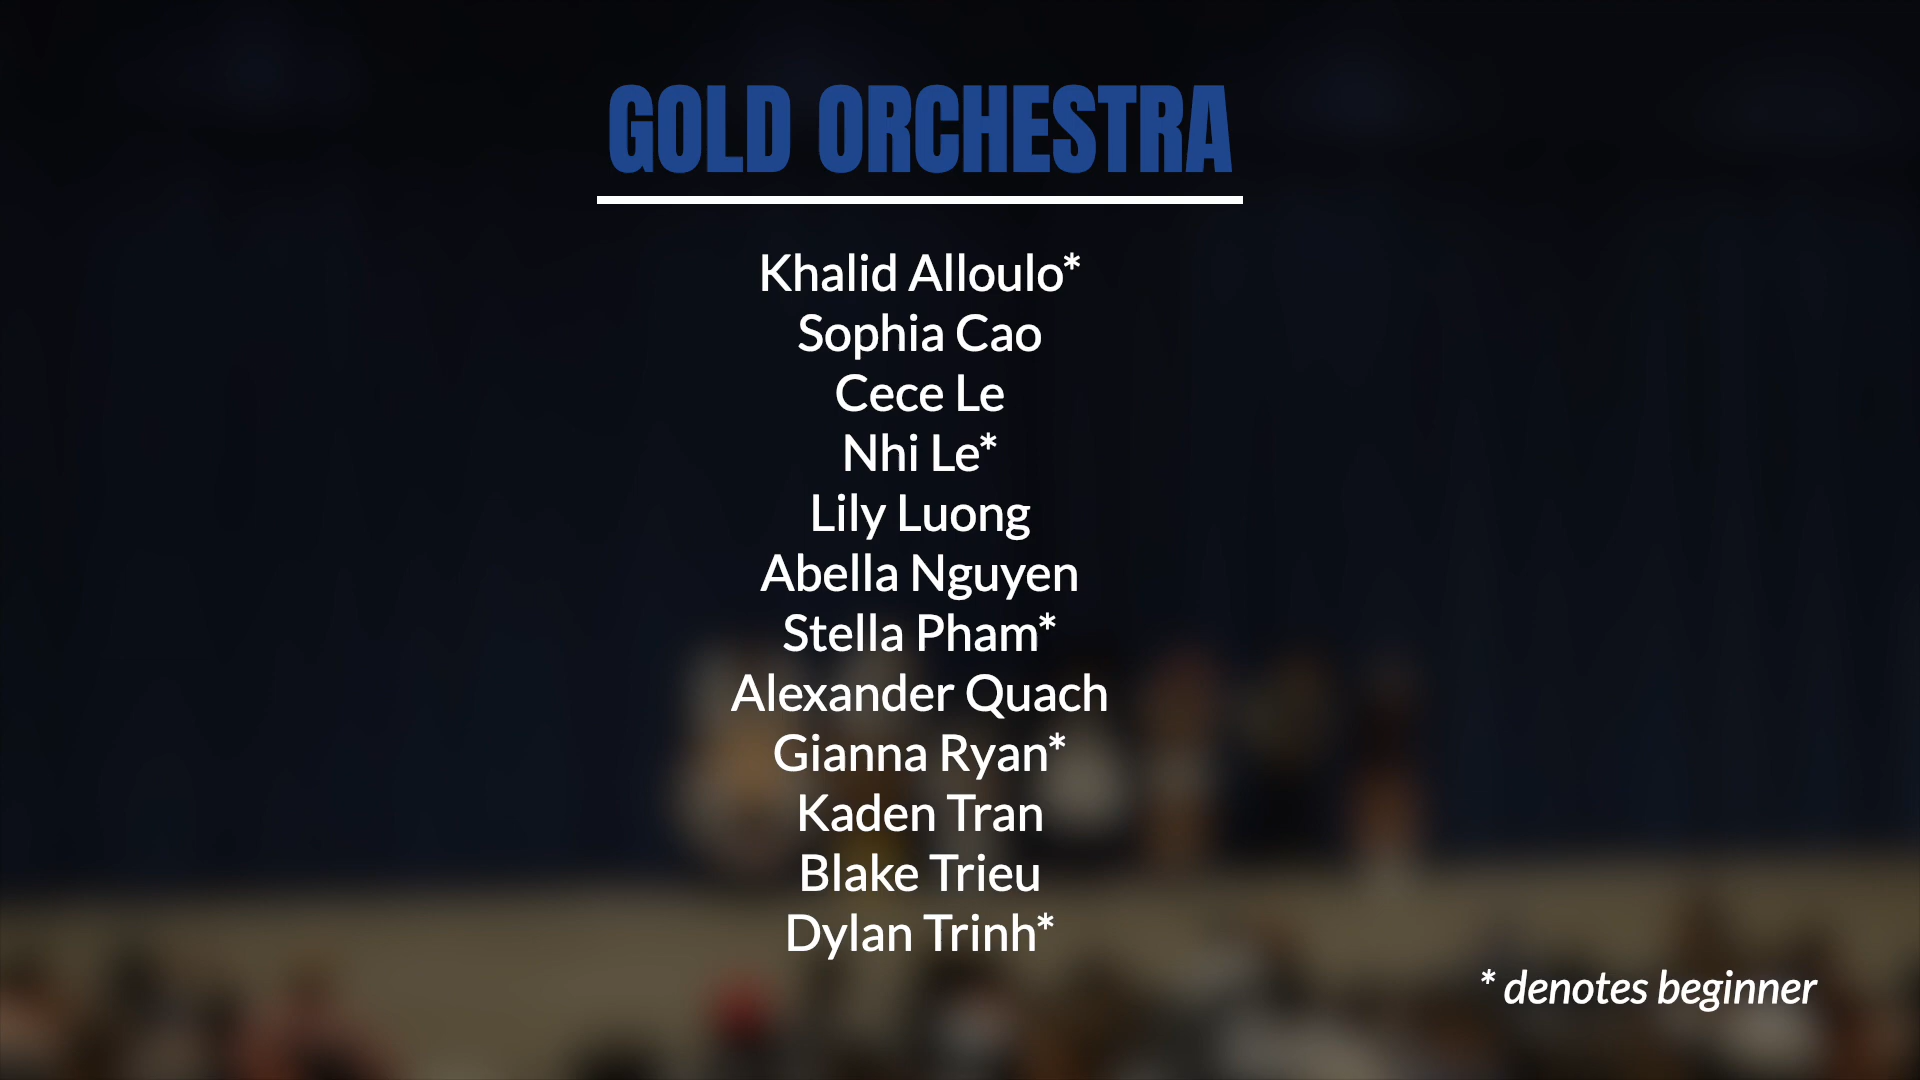 GOLD ORCHESTRA
Khalid Alloulo*
Sophia Cao
Cece Le
Nhi Le*
Lily Luong
Abella Nguyen
Stella Pham*
Alexander Quach
Gianna Ryan*
Kaden Tran
Blake Trieu
Dylan Trinh*
* denotes beginner